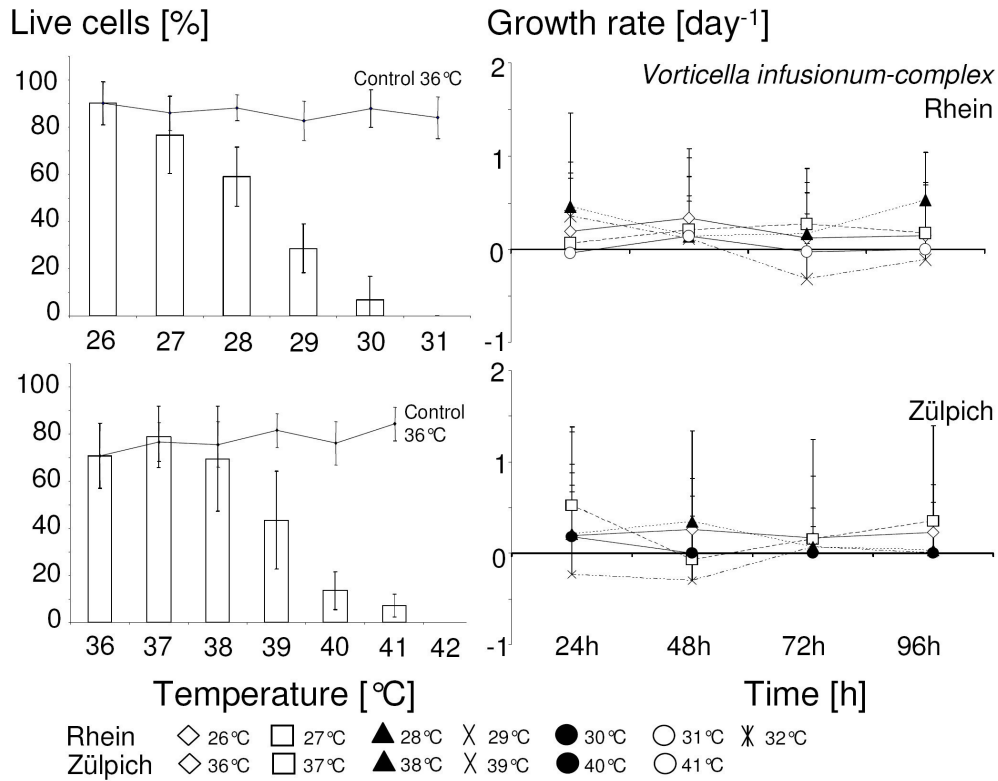 Live cells [%]
Growth rate [day-1]
100
80
60
40
20
0
Control 36°C
26 27 28 29 30 31
2
1
0
-1
Vorticella infusionum-complex
Rhein
100
80
60
40
20
0
Control
36°C
36 37 38 39 40 41 42
Temperature [°C]
2
1
0
-1
Zülpich
24h 48h 72h 96h
Time [h]
Rhein 26°C 27°C 28°C 29°C 30°C 31°C 32°C
Zülpich 36°C 37°C 38°C 39°C 40°C 41°C